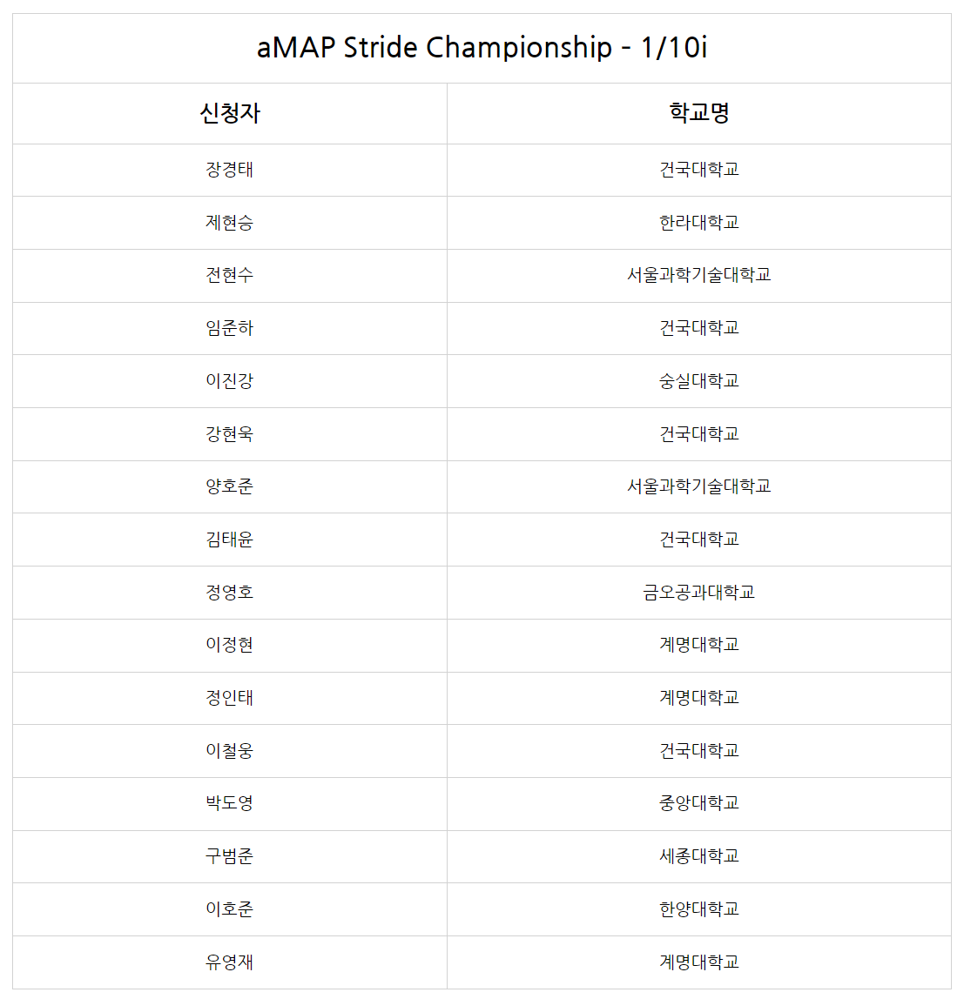 aMAP Stride Championship - 1/10i
신청자 학교명
장경태 건국대학교
제현승 한라대학교
전현수 서울과학기술대학교
임준하 건국대학교
이진강 숭실대학교
강현욱 건국대학교
양호준 서울과학기술대학교
김태윤 건국대학교
정영호 금오공과대학교
이정현 계명대학교
정인태 계명대학교
이철웅 건국대학교
박도영 중앙대학교
구범준 세종대학교
이호준 한양대학교
유영재 계명대학교